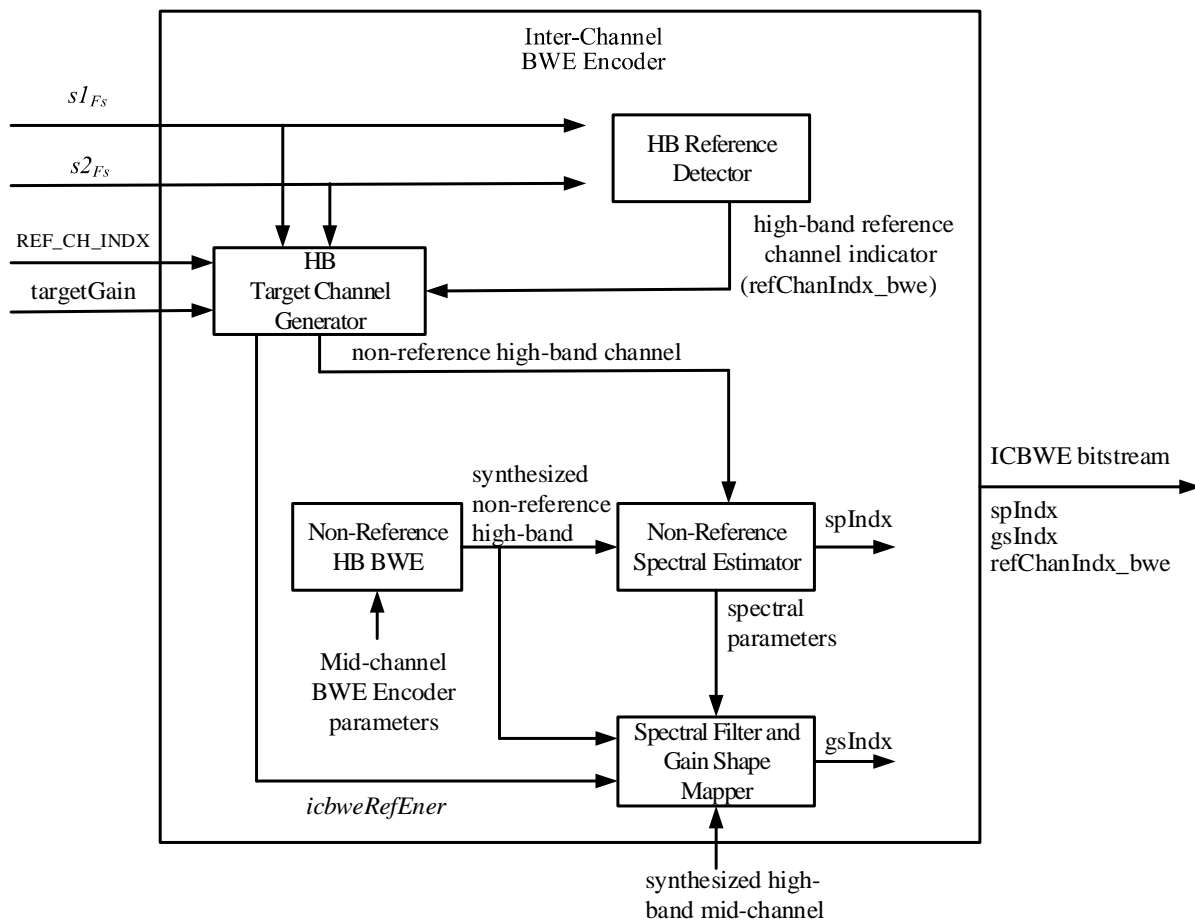 Inter-Channel
BWE Encoder
s1Fs
s2Fs
REF_CH_INDX
targetGain
HB Reference
Detector
high-band reference
channel indicator
(refChanIndx_bwe)
HB
Target Channel
Generator
non-reference high-band channel
synthesized
non-reference
high-band
Non-Reference
HB BWE
Non-Reference
Spectral Estimator
spIndx
ICBWE bitstream
spIndx
gsIndx
refChanIndx_bwe
spectral
parameters
Mid-channel
BWE Encoder
parameters
Spectral Filter and
Gain Shape
Mapper
gsIndx
icbweRefEner
synthesized high-
band mid-channel